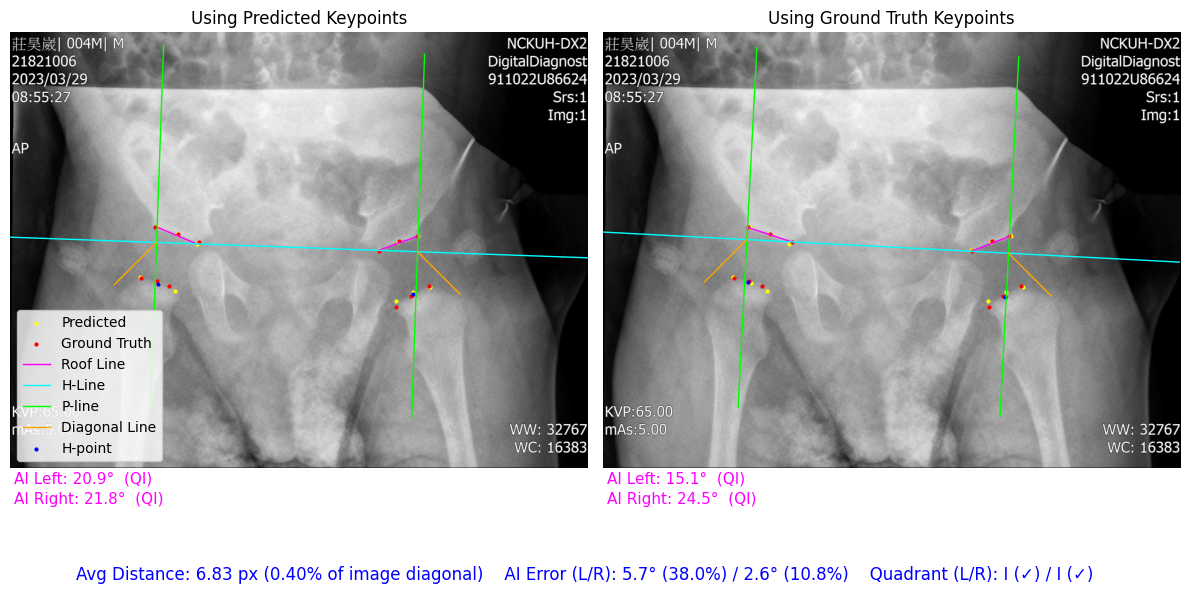 Using Predicted Keypoints
莊昊崴| 004M| M
21821006
2023/03/29
08:55:27
AP
NCKUH-DX2
DigitalDiagnost
911022U86624
Srs:1
Img:1
Predicted
Ground Truth
Roof Line
H-Line
P-line
Diagonal Line
H-point
WW: 32767
WC: 16383
AI Left: 20.9° (QI)
AI Right: 21.8° (QI)
Using Ground Truth Keypoints
莊昊崴| 004M| M
21821006
2023/03/29
08:55:27
AP
NCKUH-DX2
DigitalDiagnost
911022U86624
Srs:1
Img:1
KVP:65.00
mAs:5.00
WW: 32767
WC: 16383
AI Left: 15.1° (QI)
AI Right: 24.5° (QI)
Avg Distance: 6.83 px (0.40% of image diagonal) AI Error (L/R): 5.7° (38.0%) / 2.6° (10.8%) Quadrant (L/R): I (✓) / I (✓)